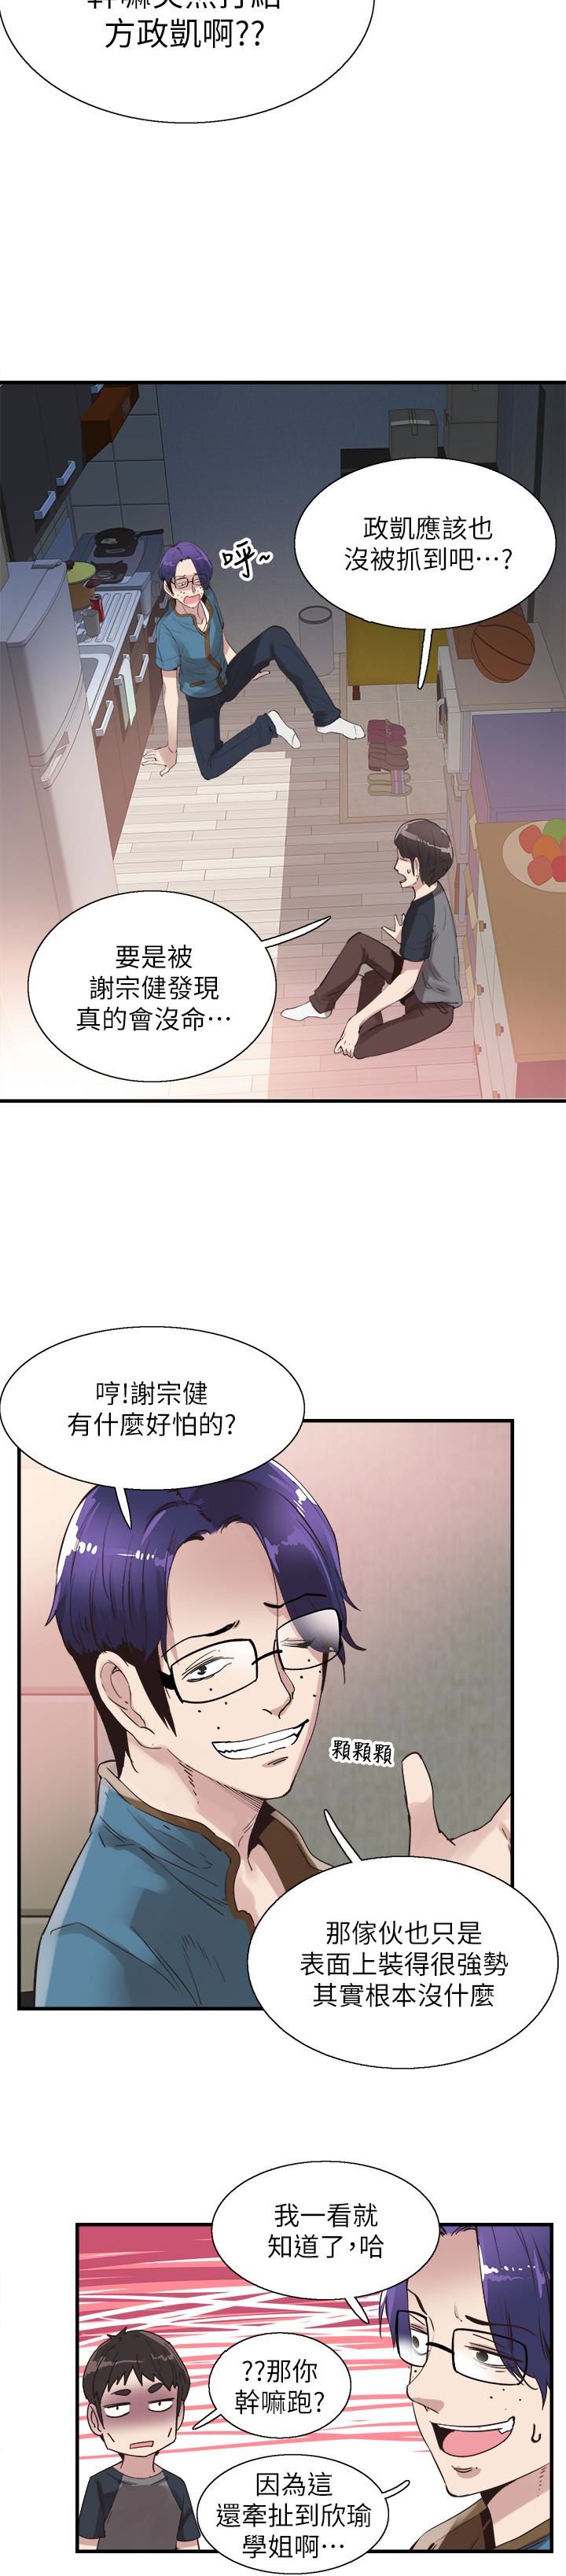 方政凱啊??
呼~
政凱應該也
沒被抓到吧…?
要是被
謝宗健發現
真的會沒命…
哼!謝宗健
有什麼好怕的?
顆顆顆
那傢伙也只是
表面上裝得很強勢
其實根本沒什麼
我一看就
知道了,哈
??那你
幹嘛跑?
因為這
還牽扯到欣瑜
學姐啊…